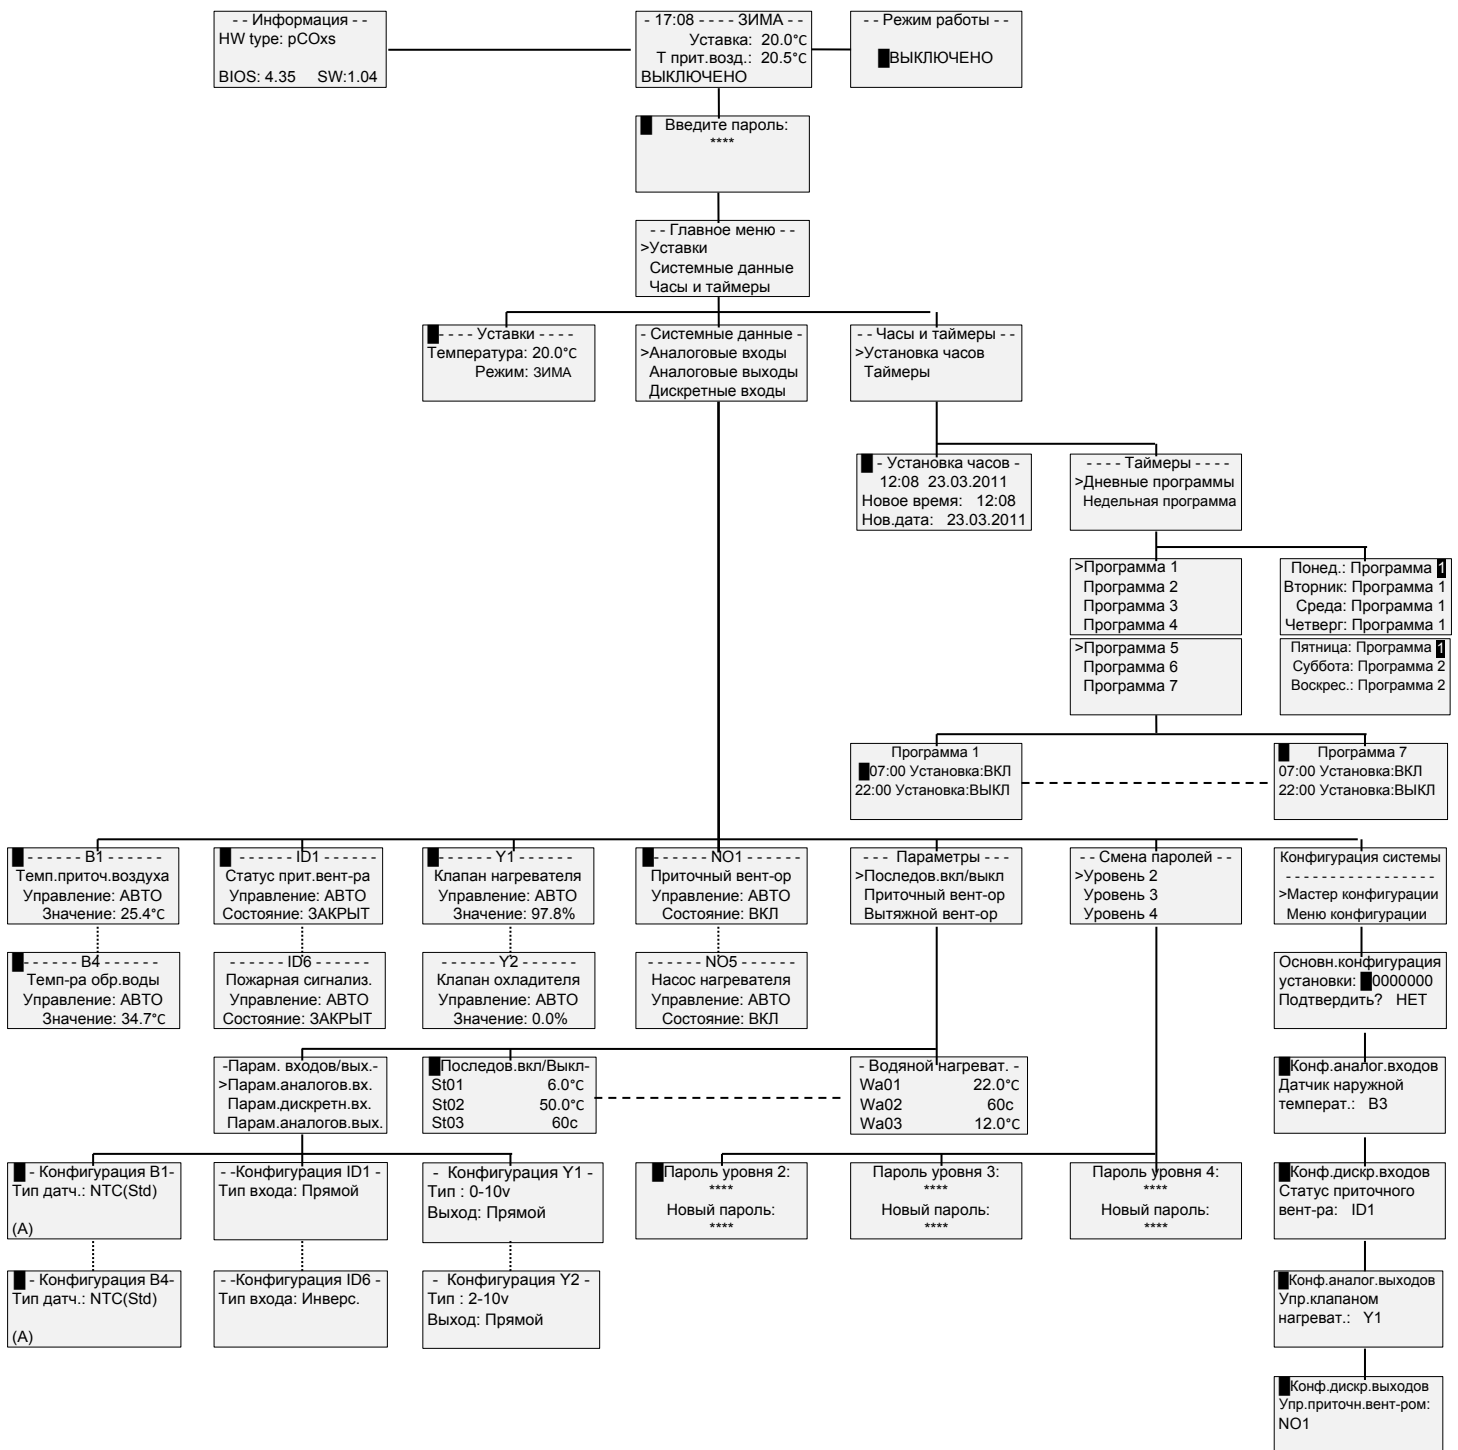 - - Информация - -
HW type: pCOxs
BIOS: 4.35 SW:1.04
- 17:08 - - - - ЗИМА - -
Уставка: 20.0°C
Т прит.возд.: 20.5°C
ВЫКЛЮЧЕНО
- - Режим работы - -
ВЫКЛЮЧЕНО
Введите пароль:
****
- - Главное меню - -
>Уставки
Системные данные
Часы и таймеры
- - - - Уставки - - - -
Температура: 20.0°C
Режим: ЗИМА
- Системные данные -
>Аналоговые входы
Аналоговые выходы
Дискретные входы
- - Часы и таймеры - -
>Установка часов
Таймеры
- Установка часов -
12:08 23.03.2011
Новое время: 12:08
Нов.дата: 23.03.2011
- - - - Таймеры - - - -
>Дневные программы
Недельная программа
>Программа 1
Программа 2
Программа 3
Программа 4
Понед.: Программа 1
Вторник: Программа 1
Среда: Программа 1
Четверг: Программа 1
>Программа 5
Программа 6
Программа 7
Пятница: Программа 1
Суббота: Программа 2
Воскрес.: Программа 2
Программа 1
07:00 Установка:ВКЛ
22:00 Установка:ВЫКЛ
Программа 7
07:00 Установка:ВКЛ
22:00 Установка:ВЫКЛ
- - - - - - B1 - - - - - -
Темп.приточ.воздуха
Управление: АВТО
Значение: 25.4°C
- - - - - - ID1 - - - - - -
Статус прит.вент-ра
Управление: АВТО
Состояние: ЗАКРЫТ
- - - - - - Y1 - - - - - -
Клапан нагревателя
Управление: АВТО
Значение: 97.8%
- - - - - - NO1 - - - - - -
Приточный вент-ор
Управление: АВТО
Состояние: ВКЛ
- - - Параметры - - -
>Последов.вкл/выкл
Приточный вент-ор
Вытяжной вент-ор
- - Смена паролей - -
>Уровень 2
Уровень 3
Уровень 4
Конфигурация системы
- - - - - - - - - - - - - - - - -
>Мастер конфигурации
Меню конфигурации
- - - - - - B4 - - - - - -
Темп-ра обр.воды
Управление: АВТО
Значение: 34.7°C
- - - - - - ID6 - - - - - -
Пожарная сигнализ.
Управление: АВТО
Состояние: ЗАКРЫТ
- - - - - - Y2 - - - - - -
Клапан охладителя
Управление: АВТО
Значение: 0.0%
- - - - - - NO5 - - - - - -
Насос нагревателя
Управление: АВТО
Состояние: ВКЛ
Основн.конфигурация
установки: 0000000
Подтвердить? НЕТ
-Парам. входов/вых.-
>Парам.аналогов.вх.
Парам.дискретн.вх.
Парам.аналогов.вых.
Последов.вкл/Выкл-
St01 6.0°C
St02 50.0°C
St03 60с
- Водяной нагреват. -
Wa01 22.0°C
Wa02 60с
Wa03 12.0°C
Конф.аналог.входов
Датчик наружной
температ.: B3
- Конфигурация B1-
Тип датч.: NTC(Std)
(A)
- -Конфигурация ID1 -
Тип входа: Прямой
- Конфигурация Y1 -
Тип : 0-10v
Выход: Прямой
Пароль уровня 2:
****
Новый пароль:
****
Пароль уровня 3:
****
Новый пароль:
****
Пароль уровня 4:
****
Новый пароль:
****
Конф.дискр.входов
Статус приточного
вент-ра: ID1
- Конфигурация B4-
Тип датч.: NTC(Std)
(A)
- -Конфигурация ID6 -
Тип входа: Инверс.
- Конфигурация Y2 -
Тип : 2-10v
Выход: Прямой
Конф.аналог.выходов
Упр.клапаном
нагреват.: Y1
Конф.дискр.выходов
Упр.приточн.вент-ром:
NO1